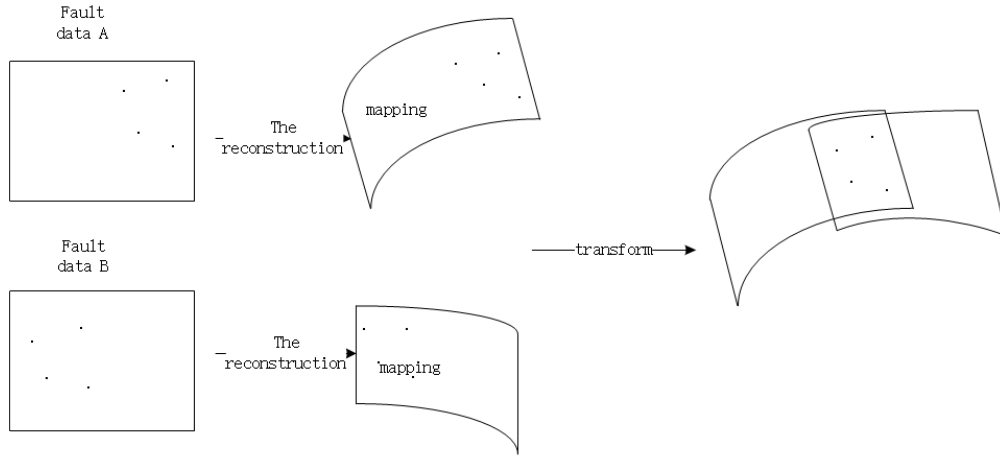 Fault
data A
The
reconstruction
mapping
transform
Fault
data B
The
reconstruction
mapping